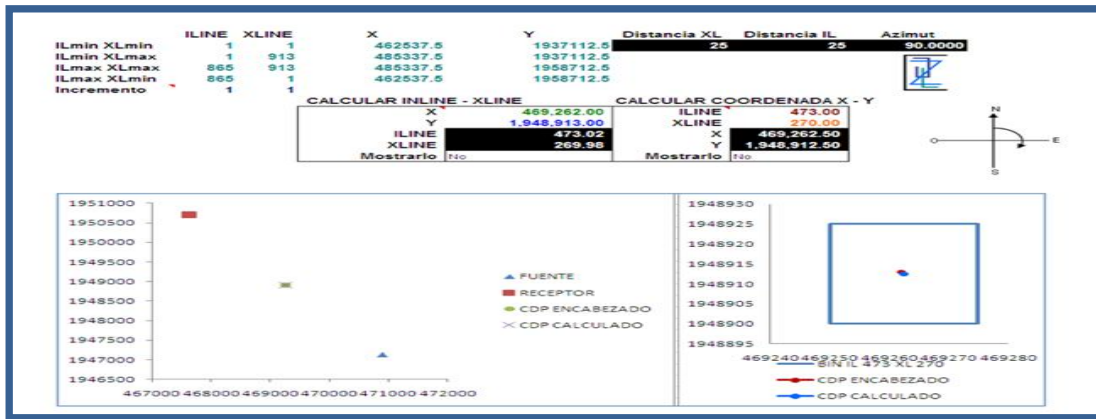 ILINE XLINE X Y Distancia XL Distancia IL Azimut
ILmin XLmin 1 1 462537.5 1937112.5 25 25 90.0000
ILmin XLmax 1 913 485337.5 1937112.5
ILmax XLmax 865 913 485337.5 1958712.5
ILmax XLmin 865 1 462537.5 1958712.5
Incremento 1 1
CALCULAR INLINE - XLINE CALCULAR COORDENADA X - Y
X 469,262.00 ILINE 473.00
Y 1,948,913.00 XLINE 270.00
ILINE 473.02 X 469,262.50
XLINE 269.98 Y 1,948,912.50
Mostrarlo No Mostrarlo No
N
O E
S
1951000
1950500
1950000
1949500
1949000
1948500
1948000
1947500
1947000
1946500
467000 468000 469000 470000 471000 472000
FUENTE
RECEPTOR
CDP ENCABEZADO
CDP CALCULADO
1948930
1948925
1948920
1948915
1948910
1948905
1948900
1948895
469240 469250 469260 469270 469280
BIN IL 473 XL 270
CDP ENCABEZADO
CDP CALCULADO